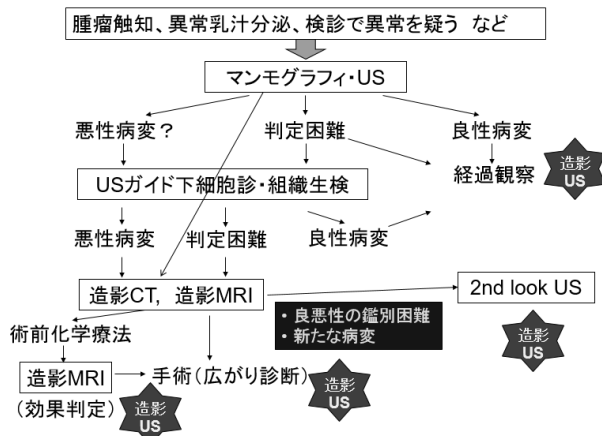 腫瘤触知、異常乳汁分泌、検診で異常を疑う など
マンモグラフィ・US
悪性病変？
判定困難
良性病変
造影
US
経過観察
USガイド下細胞診・組織生検
悪性病変
判定困難
良性病変
造影CT, 造影MRI
2nd look US
・良悪性の鑑別困難
・新たな病変
造影
US
術前化学療法
造影MRI
手術(広がり診断)
造影
US
(効果判定)
造影
US